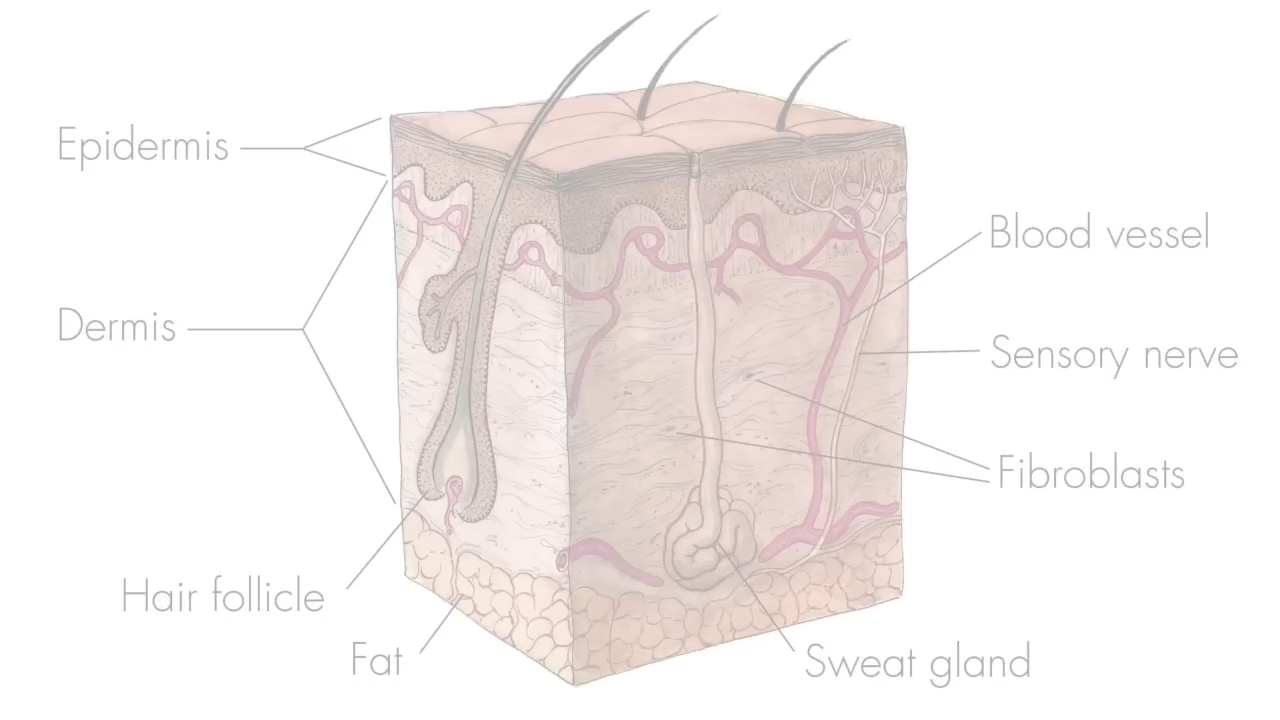 Epidermis
Blood vessel
Dermis
Sensory nerve
Fibroblasts
Hair follicle
Fat
Sweat gland